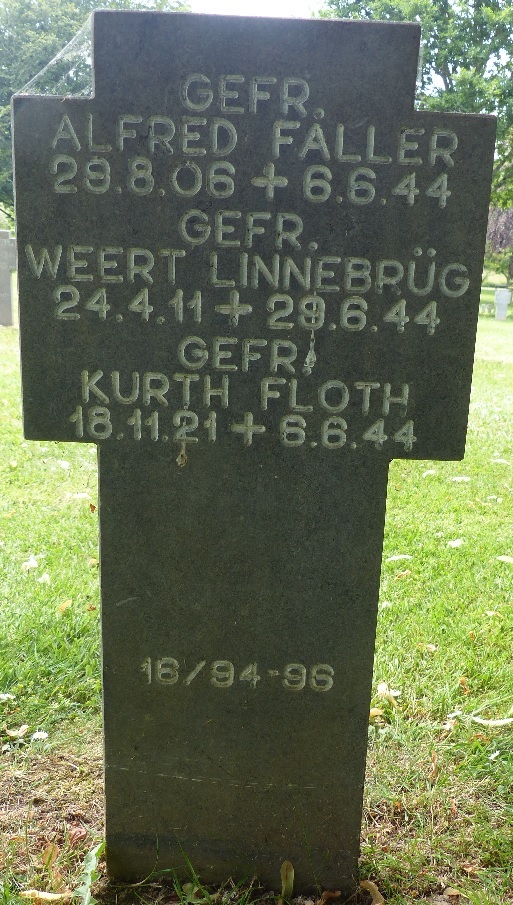 GEFR.
ALFRED FALLER
29.8.06 + 6.6.44
GEFR.
WEERT LINNEBRÜG
24.4.11 + 29.6.44
GEFR.
KURTH FLOTH
18.11.21 + 6.6.44
16/94-96